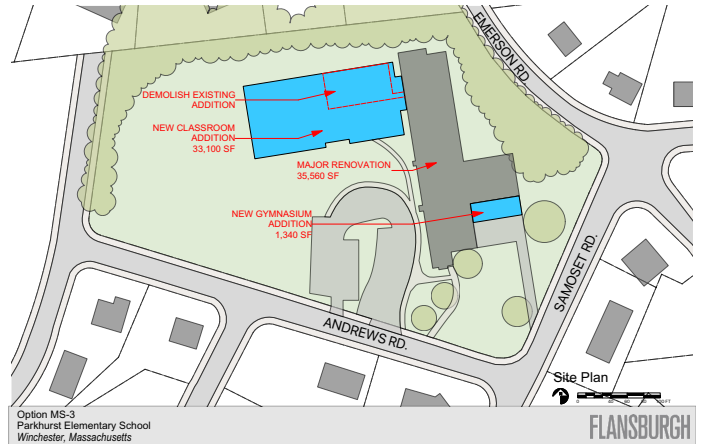 EMERSON RD.
DEMOLISH EXISTING
ADDITION
NEW CLASSROOM
ADDITION
33,100 SF
MAJOR RENOVATION
35,560 SF
NEW GYMNASIUM
ADDITION
1,340 SF
SAMOSET RD.
ANDREWS RD.
Site Plan
Option MS-3
Parkhurst Elementary School
Winchester, Massachusetts
FLANSBURGH